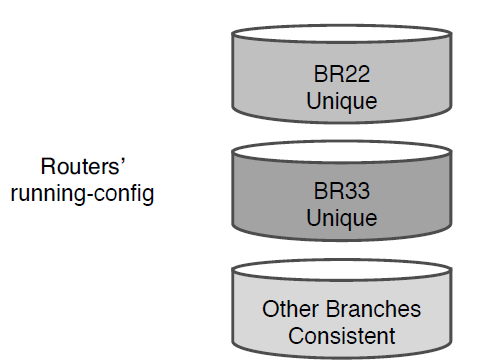 BR22
Unique
Routers’
running-config
BR33
Unique
Other Branches
Consistent